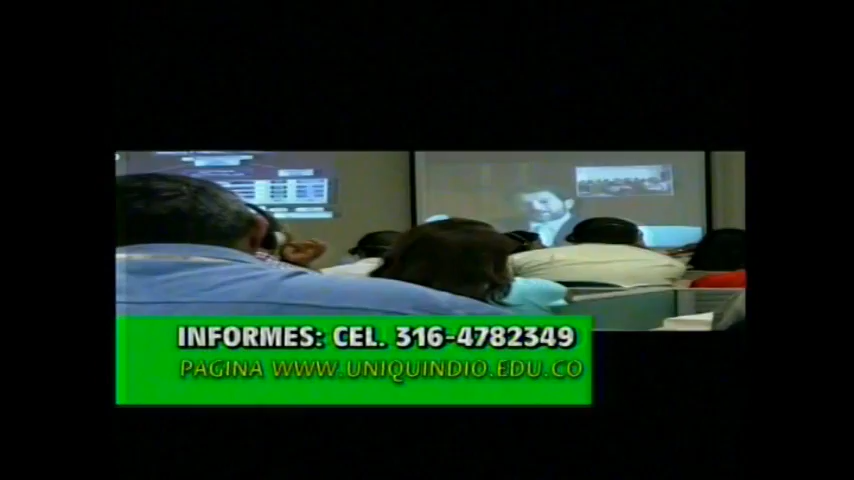 INFORMES: CEL. 316-4782349
PAGINA WWW.UNIQUINDIO.EDU.CO